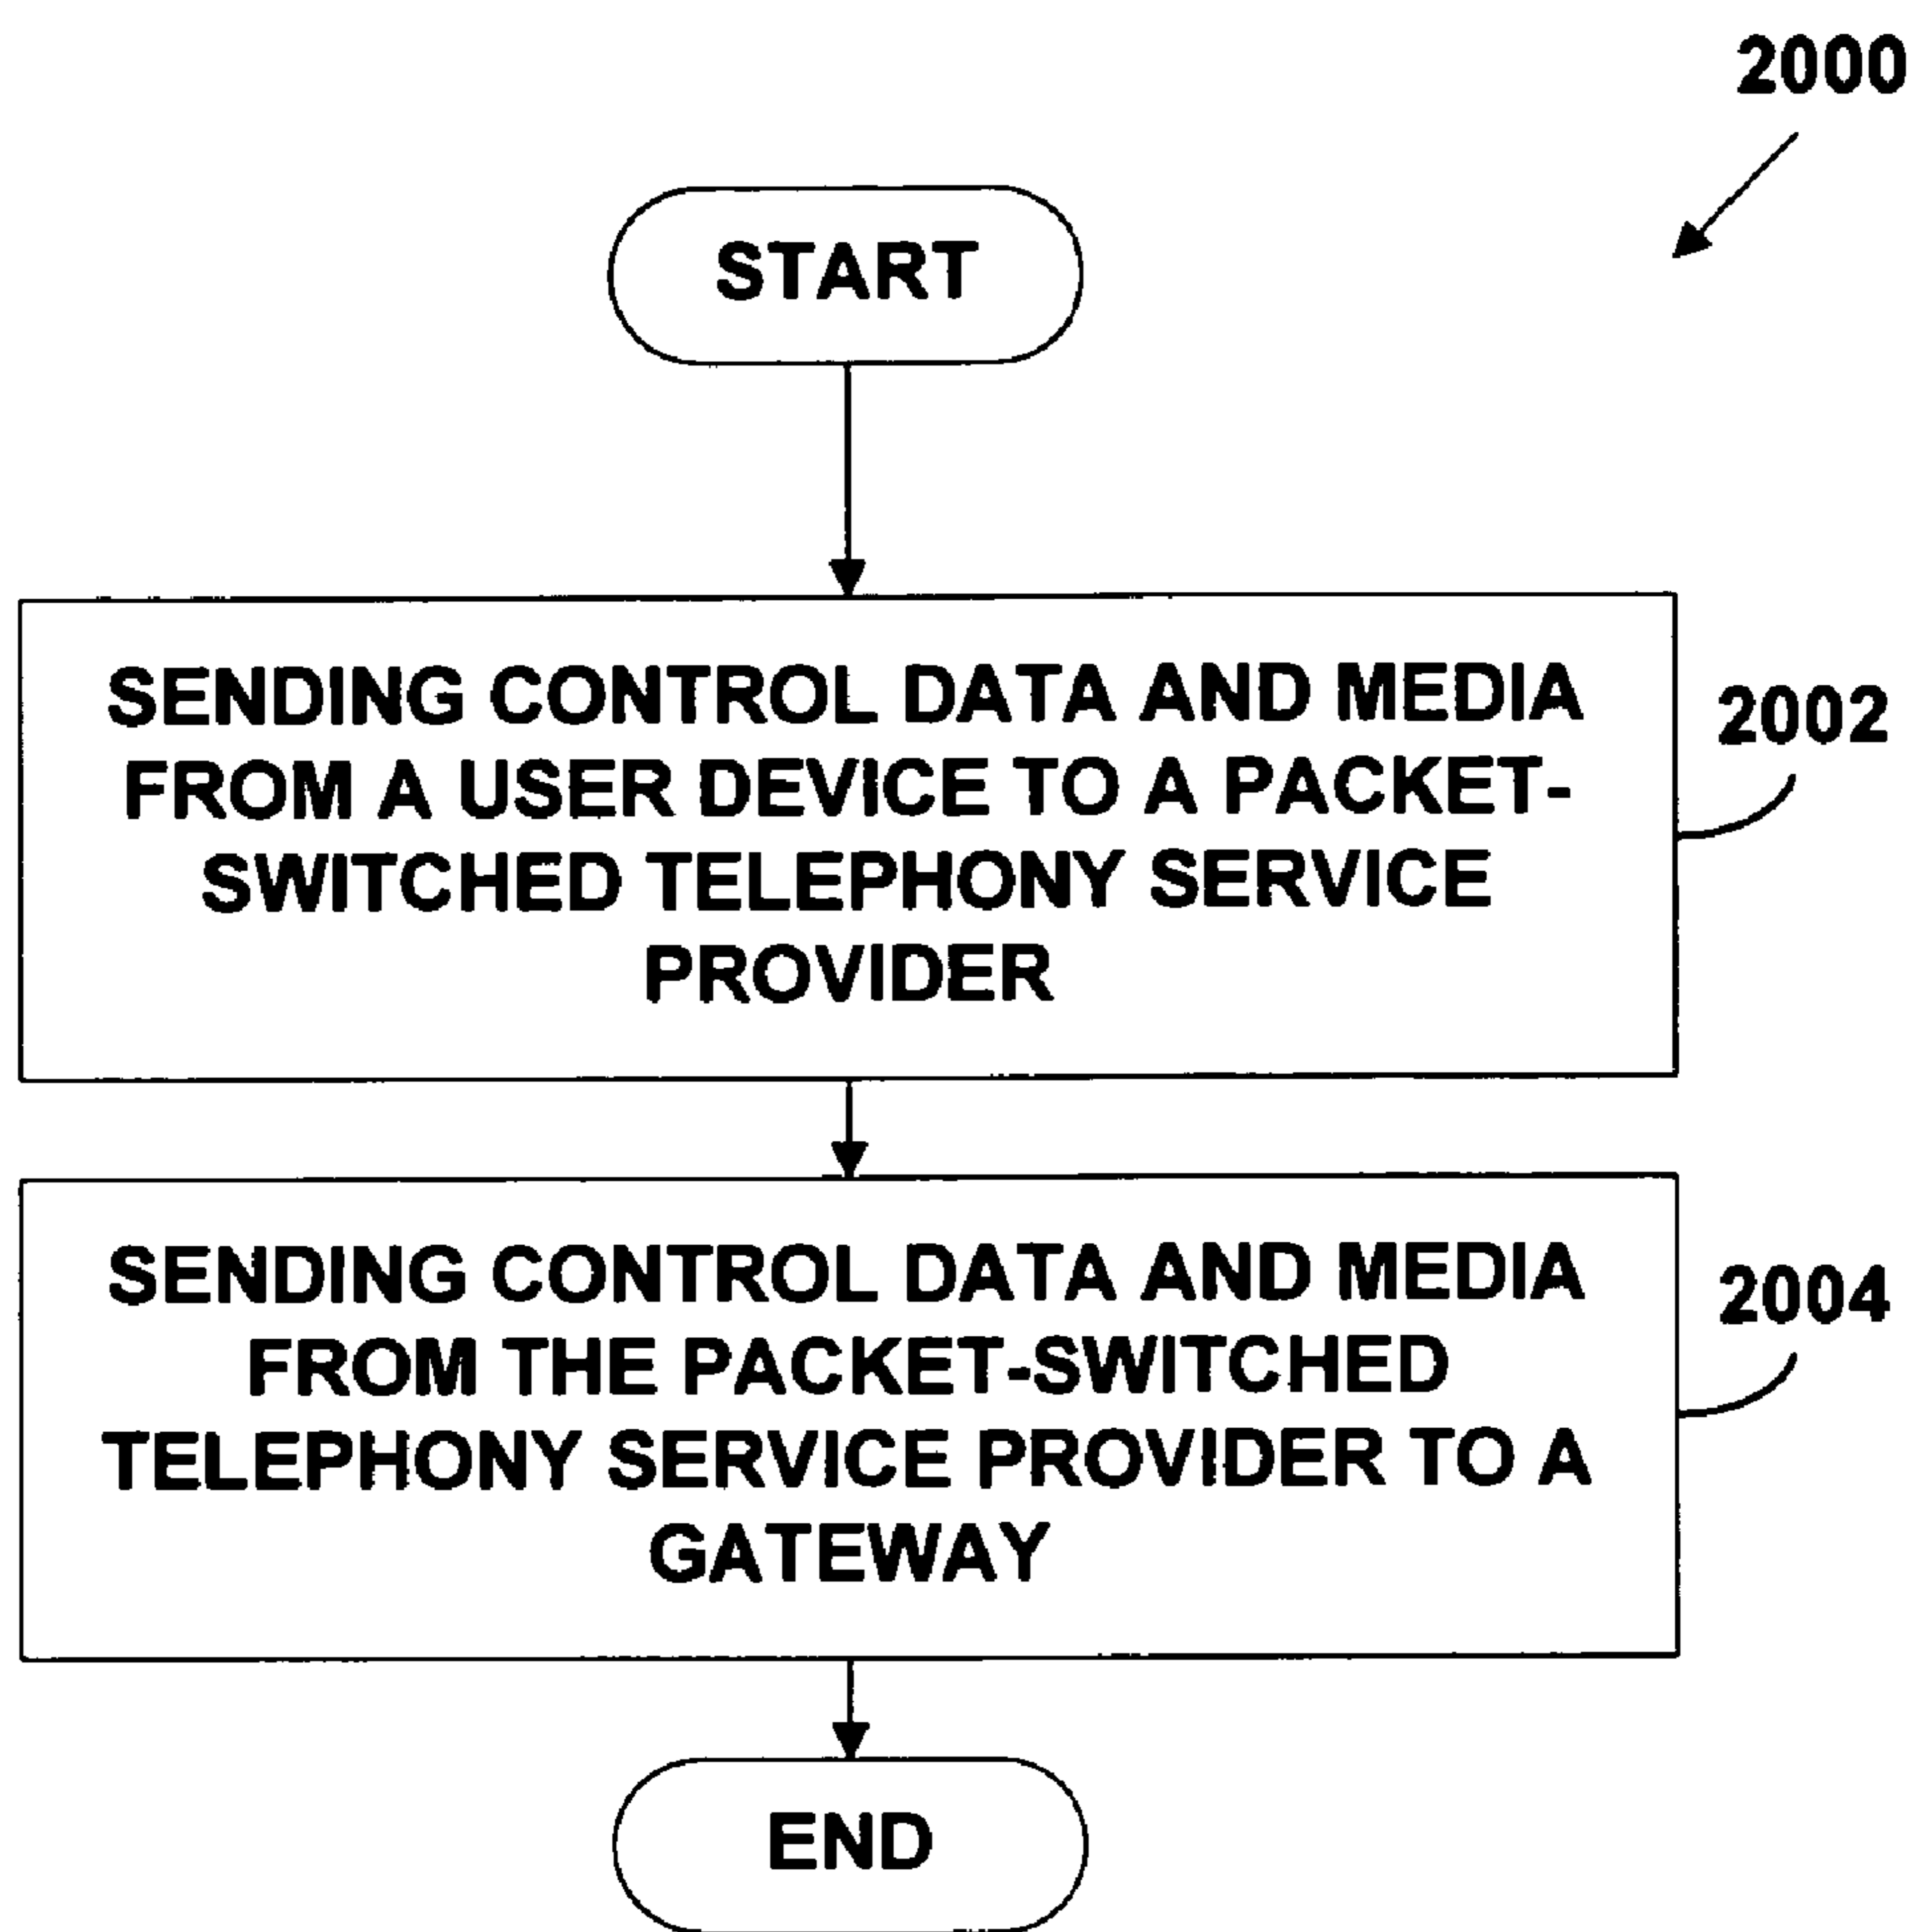 2000
START
SENDING CONTROL DATA AND MEDIA
FROM A USER DEVICE TO A PACKET-
SWITCHED TELEPHONY SERVICE
PROVIDER
2002
SENDING CONTROL DATA AND MEDIA
FROM THE PACKET-SWITCHED
TELEPHONY SERVICE PROVIDER TO A
GATEWAY
2004
END